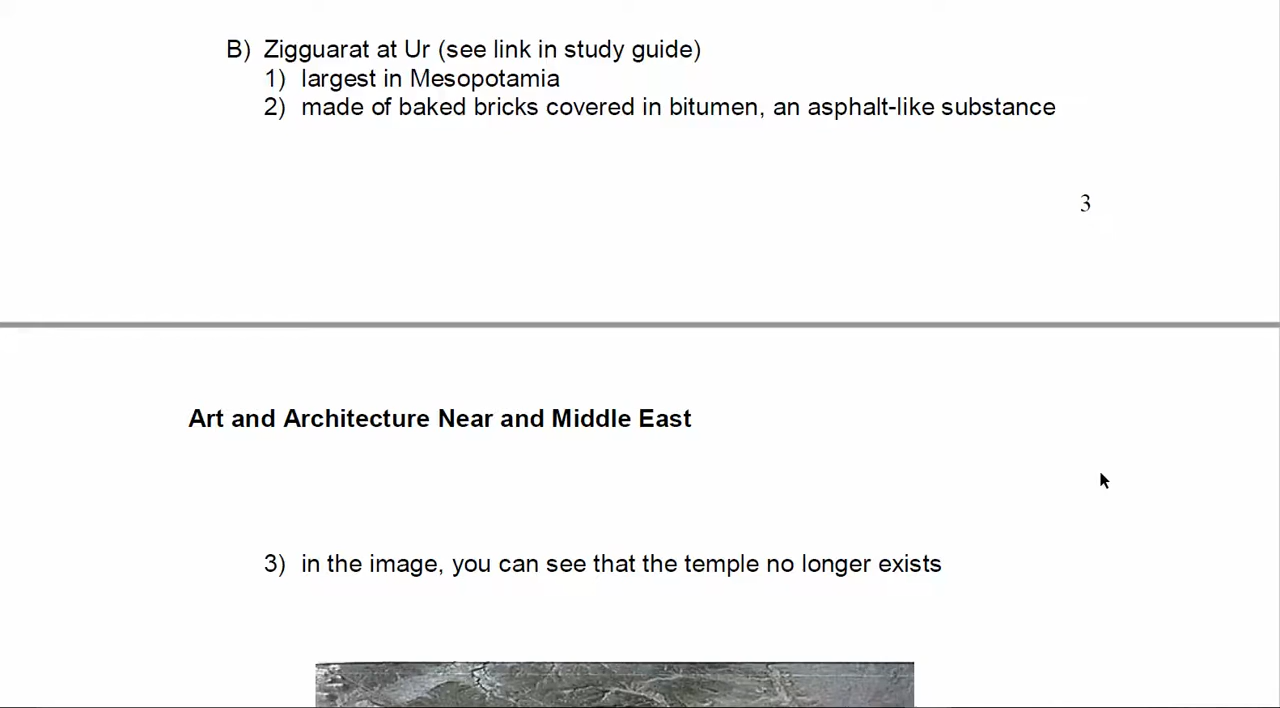 B) Zigguarat at Ur (see link in study guide)
1) largest in Mesopotamia
2) made of baked bricks covered in bitumen, an asphalt-like substance
3
Art and Architecture Near and Middle East
3) in the image, you can see that the temple no longer exists